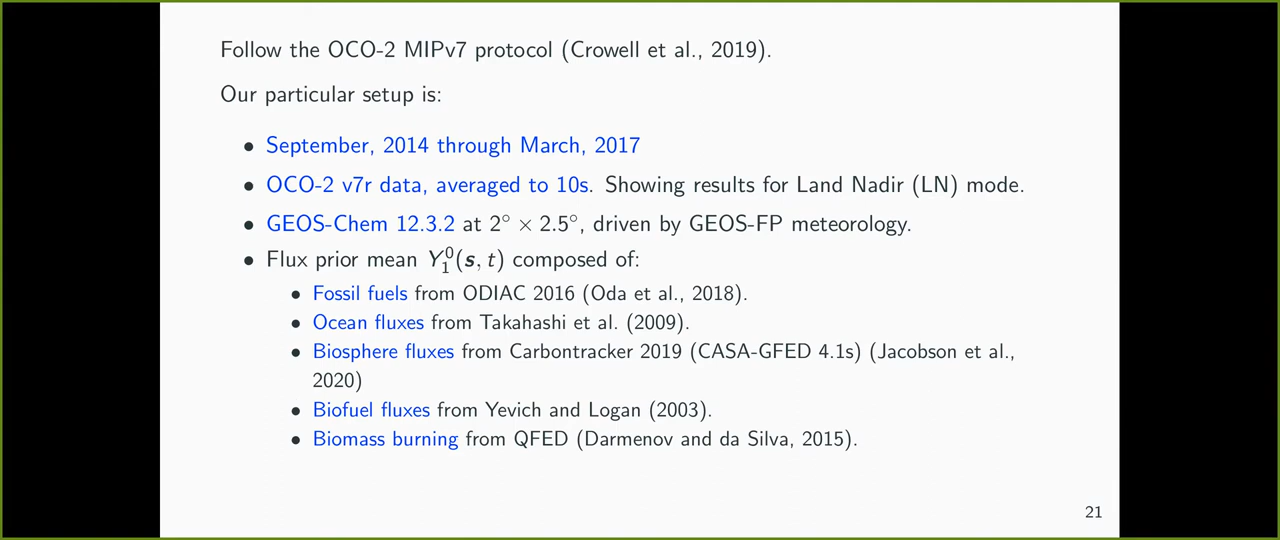 Follow the OCO-2 MIPv7 protocol (Crowell et al., 2019).
Our particular setup is:
• September, 2014 through March, 2017
• OCO-2 v7r data, averaged to 10s. Showing results for Land Nadir (LN) mode.
• GEOS-Chem 12.3.2 at 2° × 2.5°, driven by GEOS-FP meteorology.
• Flux prior mean Y₁⁰(s, t) composed of:
• Fossil fuels from ODIAC 2016 (Oda et al., 2018).
• Ocean fluxes from Takahashi et al. (2009).
• Biosphere fluxes from Carbontracker 2019 (CASA-GFED 4.1s) (Jacobson et al.,
2020)
• Biofuel fluxes from Yevich and Logan (2003).
• Biomass burning from QFED (Darmenov and da Silva, 2015).
21